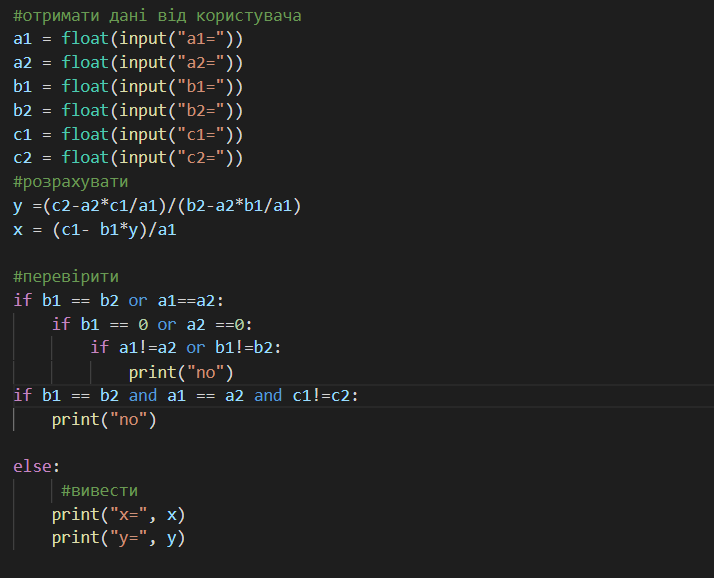 #отримати дані від користувача
a1 = float(input("a1="))
a2 = float(input("a2="))
b1 = float(input("b1="))
b2 = float(input("b2="))
c1 = float(input("c1="))
c2 = float(input("c2="))
#розрахувати
y =(c2-a2*c1/a1)/(b2-a2*b1/a1)
x = (c1- b1*y)/a1
#перевірити
if b1 == b2 or a1==a2:
    if b1 == 0 or a2 ==0:
        if a1!=a2 or b1!=b2:
            print("no")
if b1 == b2 and a1 == a2 and c1!=c2:
    print("no")
else:
     #вивести
    print("x=", x)
    print("y=", y)